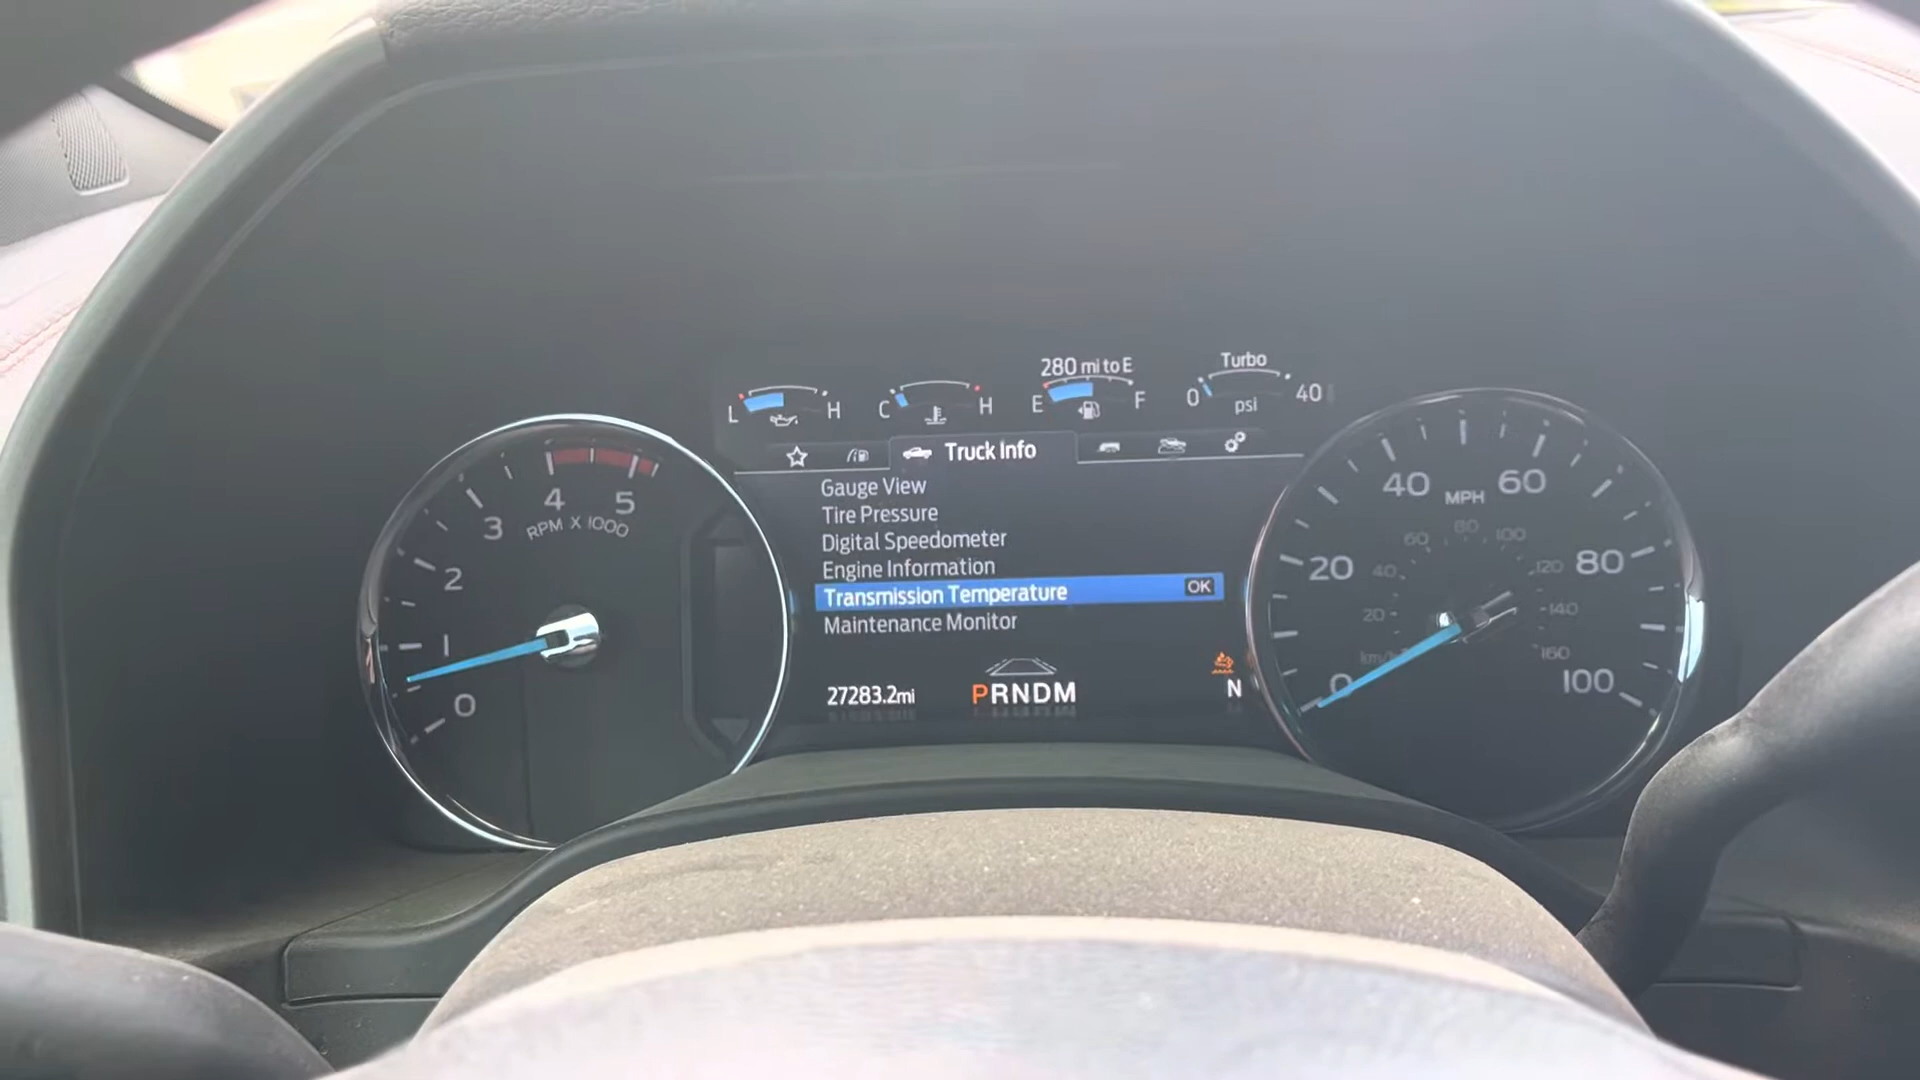 280 mi to E
Turbo
L H
C H
E F
0 40
psi
Truck Info
Gauge View
Tire Pressure
Digital Speedometer
Engine Information
Transmission Temperature OK
Maintenance Monitor
27283.2mi
PRNDM
N
0 1 2 3 4 5
RPM X 1000
0 20 40 60 80 100
MPH
20 40 60 80 100 120 140 160
km/h